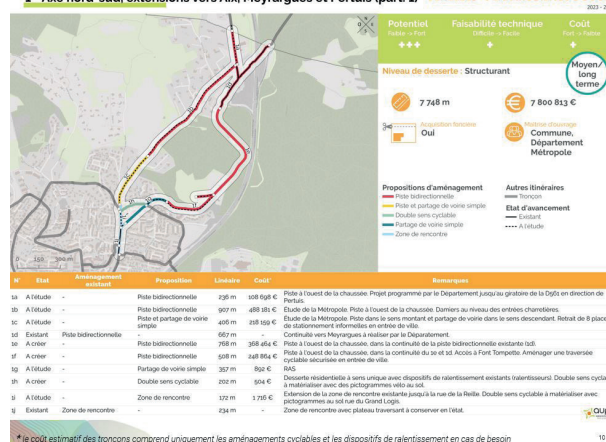 Axe nord-sud, extensions vers Aix, Meyrargues et Pertuis (part. 1)
Potentiel Faisabilité technique Coût
Faible → Fort Difficile → Facile Fort → Faible
+++ + +
Moyen/
long
terme
Niveau de desserte : Structurant
7 748 m 7 800 813 €
Acquisition foncière
Oui
Maîtrise d'ouvrage
Commune,
Département
Métropole
Propositions d'aménagement
Piste bidirectionnelle
Piste et partage de voirie simple
Double sens cyclable
Partage de voirie simple
Zone de rencontre
Autres itinéraires
Tronçon
Etat d'avancement
Existant
A l'étude
0 150 300 m
N° Etat Aménagement existant Proposition Linéaire Coût* Remarques
1a A l'étude - Piste bidirectionnelle 236 m 108 698 € Piste à l'ouest de la chaussée. Projet programmé par le Département jusqu'au giratoire de la D561 en direction de
Pertuis.
1b A l'étude - Piste bidirectionnelle 907 m 488 181 € Étude de la Métropole. Piste à l'ouest de la chaussée. Damiers au niveau des entrées charretières.
1c A l'étude - Piste et partage de voirie simple 406 m 218 159 € Étude de la Métropole. Piste dans le sens montant et partage de voirie dans le sens descendant. Retrait de 8 place
de stationnement informelles en entrée de ville.
1d Existant Piste bidirectionnelle - 667 m - Continuité vers Meyrargues à réaliser par le Département.
1e A créer - Piste bidirectionnelle 768 m 368 464 € Piste à l'ouest de la chaussée, dans la continuité de la piste bidirectionnelle existante (1d).
1f A créer - Piste bidirectionnelle 508 m 248 864 € Piste à l'ouest de la chaussée, dans la continuité du 1e et 1d. Accès à Font Tompette. Aménager une traversée
cyclable sécurisée en entrée de ville.
1g A l'étude - Partage de voirie simple 357 m 892 € RAS
1h A créer - Double sens cyclable 202 m 504 € Desserte résidentielle à sens unique avec dispositifs de ralentissement existants (ralentisseurs). Double sens cyclab
à matérialiser avec des pictogrammes vélo au sol.
1i A l'étude - Zone de rencontre 172 m 1 716 € Extension de la zone de rencontre existante jusqu'à la rue de la Reille. Double sens cyclable à matérialiser avec
pictogrammes au sol rue du Grand Logis.
1j Existant Zone de rencontre - 234 m - Zone de rencontre avec plateau traversant à conserver en l'état.
* le coût estimatif des tronçons comprend uniquement les aménagements cyclables et les dispositifs de ralentissement en cas de besoin